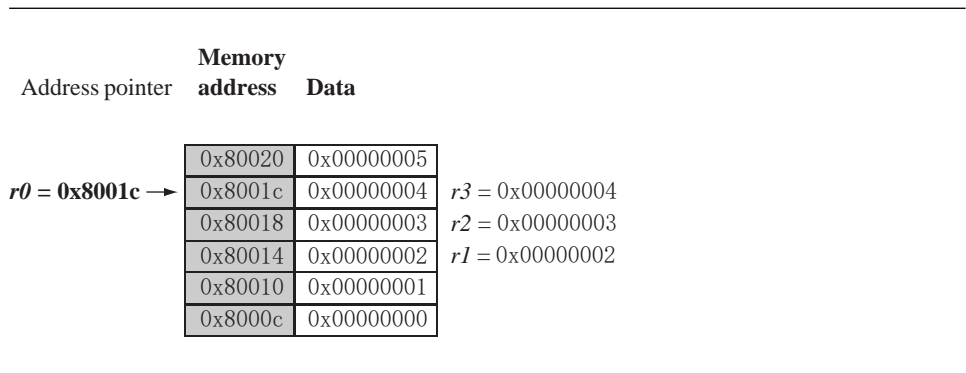 Memory
Address pointer address Data
0x80020 0x00000005
r0 = 0x8001c 0x8001c 0x00000004 r3 = 0x00000004
0x80018 0x00000003 r2 = 0x00000003
0x80014 0x00000002 r1 = 0x00000002
0x80010 0x00000001
0x8000c 0x00000000